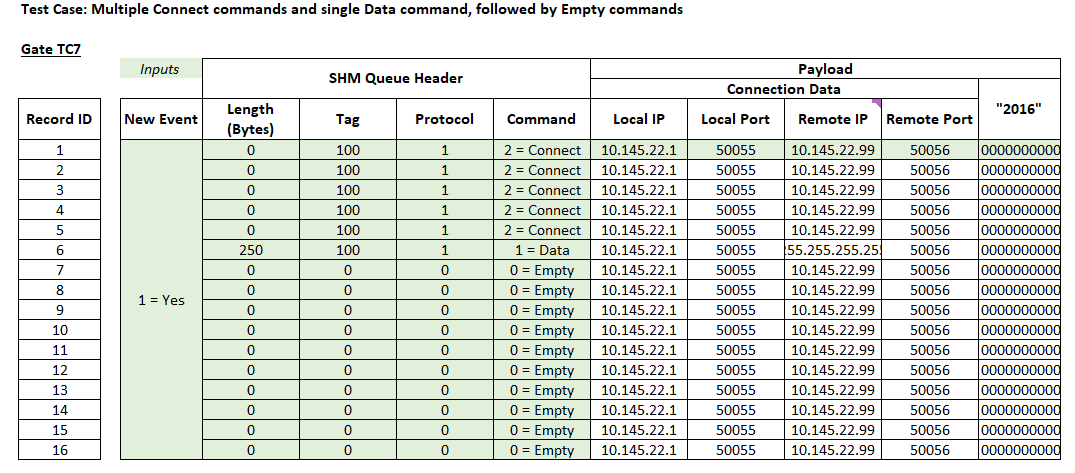 Test Case: Multiple Connect commands and single Data command, followed by Empty commands
Gate TC7
Inputs SHM Queue Header Payload
Connection Data "2016"
Record ID New Event Length (Bytes) Tag Protocol Command Local IP Local Port Remote IP Remote Port
1 0 100 1 2 = Connect 10.145.22.1 50055 10.145.22.99 50056 0000000000
2 0 100 1 2 = Connect 10.145.22.1 50055 10.145.22.99 50056 0000000000
3 0 100 1 2 = Connect 10.145.22.1 50055 10.145.22.99 50056 0000000000
4 0 100 1 2 = Connect 10.145.22.1 50055 10.145.22.99 50056 0000000000
5 0 100 1 2 = Connect 10.145.22.1 50055 10.145.22.99 50056 0000000000
6 250 100 1 1 = Data 10.145.22.1 50055 55.255.255.25 50056 0000000000
7 0 0 0 0 = Empty 10.145.22.1 50055 10.145.22.99 50056 0000000000
8 0 0 0 0 = Empty 10.145.22.1 50055 10.145.22.99 50056 0000000000
1 = Yes
9 0 0 0 0 = Empty 10.145.22.1 50055 10.145.22.99 50056 0000000000
10 0 0 0 0 = Empty 10.145.22.1 50055 10.145.22.99 50056 0000000000
11 0 0 0 0 = Empty 10.145.22.1 50055 10.145.22.99 50056 0000000000
12 0 0 0 0 = Empty 10.145.22.1 50055 10.145.22.99 50056 0000000000
13 0 0 0 0 = Empty 10.145.22.1 50055 10.145.22.99 50056 0000000000
14 0 0 0 0 = Empty 10.145.22.1 50055 10.145.22.99 50056 0000000000
15 0 0 0 0 = Empty 10.145.22.1 50055 10.145.22.99 50056 0000000000
16 0 0 0 0 = Empty 10.145.22.1 50055 10.145.22.99 50056 0000000000